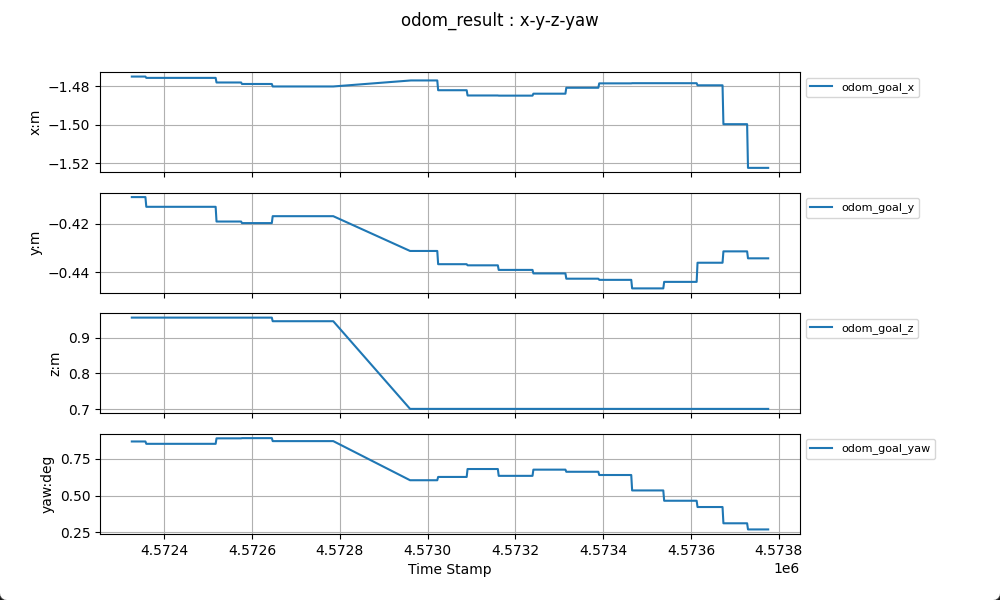 odom_result : x-y-z-yaw
−1.48
−1.50
−1.52
x:m
odom_goal_x
−0.42
−0.44
y:m
odom_goal_y
0.9
0.8
0.7
z:m
odom_goal_z
0.75
0.50
0.25
yaw:deg
odom_goal_yaw
4.5724 4.5726 4.5728 4.5730 4.5732 4.5734 4.5736 4.5738
1e6
Time Stamp